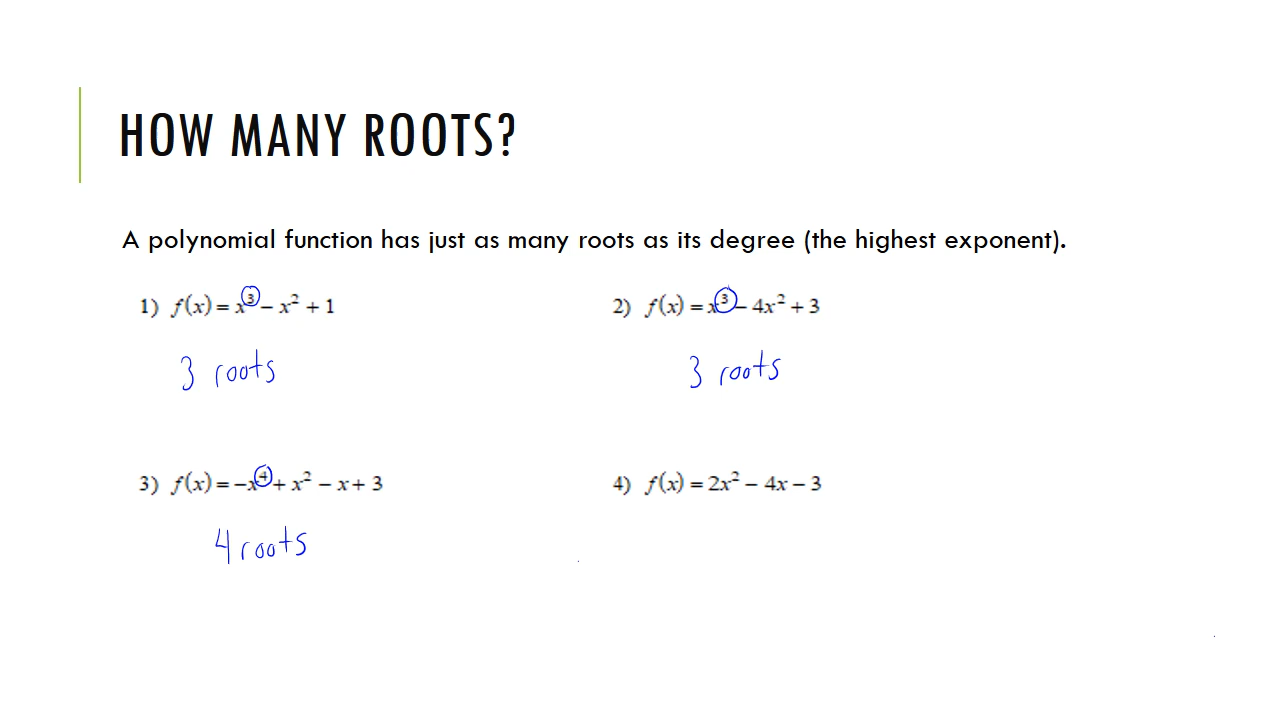 HOW MANY ROOTS?
A polynomial function has just as many roots as its degree (the highest exponent).
1) f(x) = x³ – x² + 1
2) f(x) = x³ – 4x² + 3
3 roots
3 roots
3) f(x) = –x⁴ + x² – x + 3
4) f(x) = 2x² – 4x – 3
4 roots